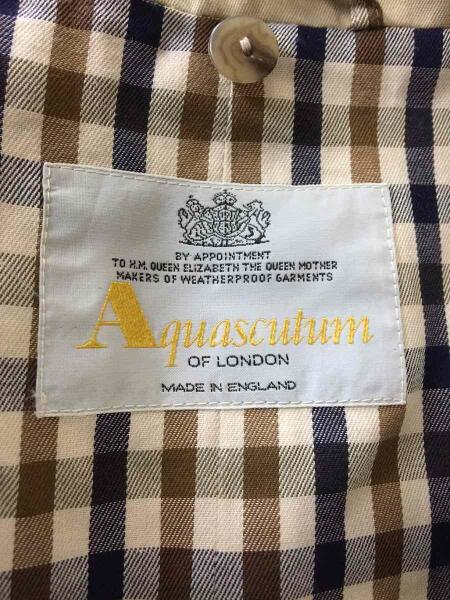 BY APPOINTMENT
TO H.M. QUEEN ELIZABETH THE QUEEN MOTHER
MAKERS OF WEATHERPROOF GARMENTS
Aquascutum
OF LONDON
MADE IN ENGLAND